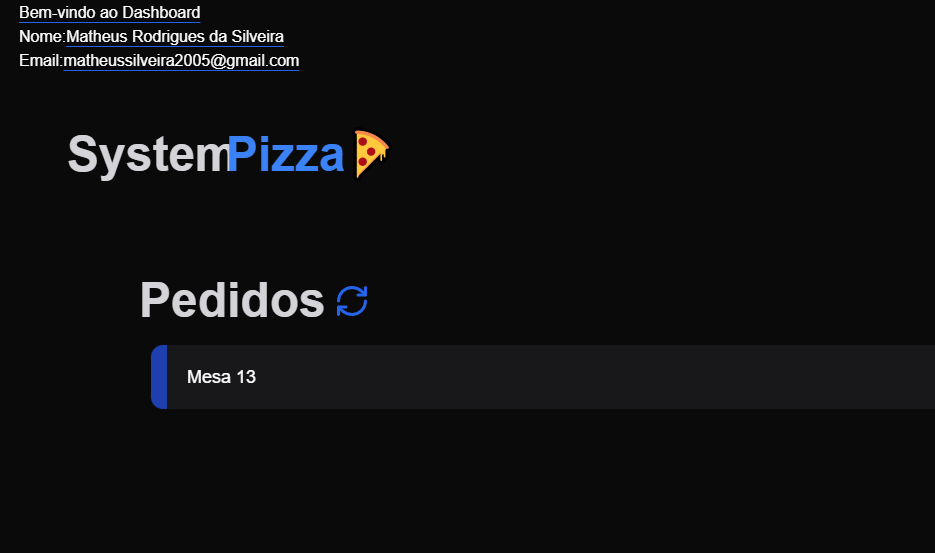 Bem-vindo ao Dashboard
Nome:Matheus Rodrigues da Silveira
Email:matheussilveira2005@gmail.com
SystemPizza
Pedidos
Mesa 13